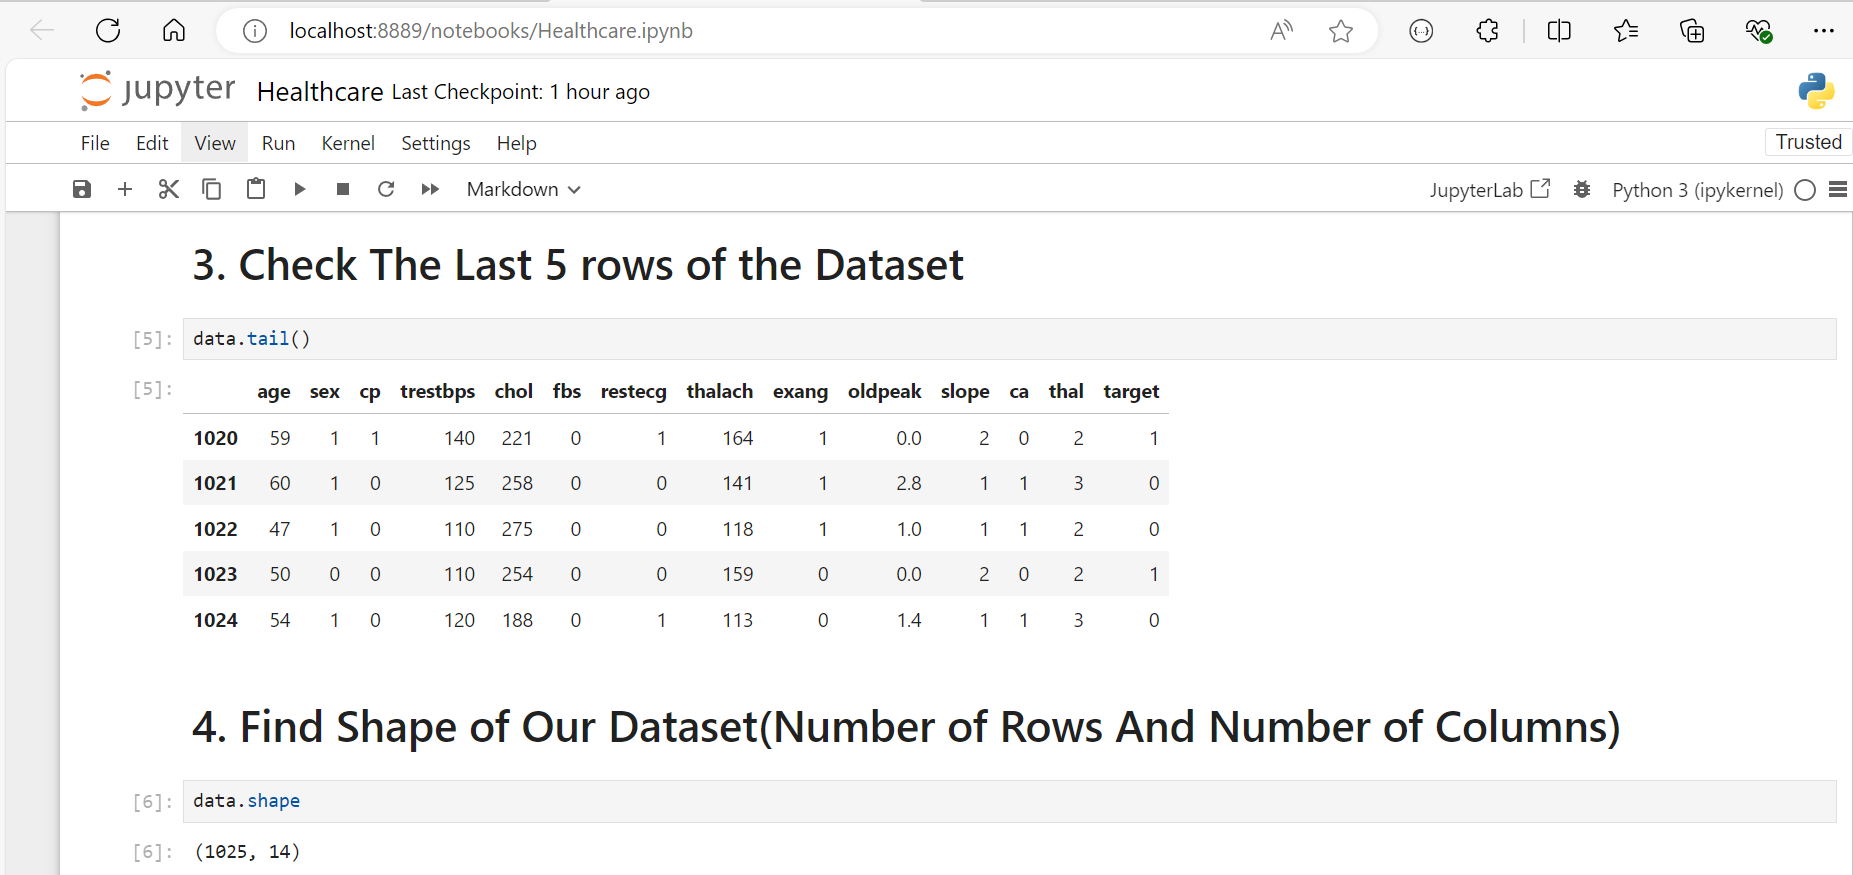 localhost:8889/notebooks/Healthcare.ipynb
jupyter Healthcare Last Checkpoint: 1 hour ago
File Edit View Run Kernel Settings Help Trusted
Markdown JupyterLab Python 3 (ipykernel)
3. Check The Last 5 rows of the Dataset
[5]: data.tail()
[5]: age sex cp trestbps chol fbs restecg thalach exang oldpeak slope ca thal target
1020 59 1 1 140 221 0 1 164 1 0.0 2 0 2 1
1021 60 1 0 125 258 0 0 141 1 2.8 1 1 3 0
1022 47 1 0 110 275 0 0 118 1 1.0 1 1 2 0
1023 50 0 0 110 254 0 0 159 0 0.0 2 0 2 1
1024 54 1 0 120 188 0 1 113 0 1.4 1 1 3 0
4. Find Shape of Our Dataset(Number of Rows And Number of Columns)
[6]: data.shape
[6]: (1025, 14)